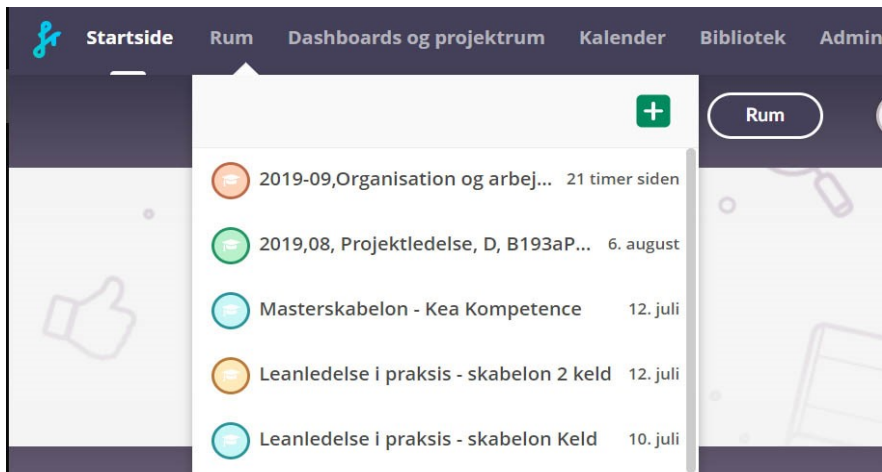 Startside Rum Dashboards og projektrum Kalender Bibliotek Admin
Rum
2019-09,Organisation og arbej... 21 timer siden
2019,08, Projektledelse, D, B193aP... 6. august
Masterskabelon - Kea Kompetence 12. juli
Leanledelse i praksis - skabelon 2 keld 12. juli
Leanledelse i praksis - skabelon Keld 10. juli